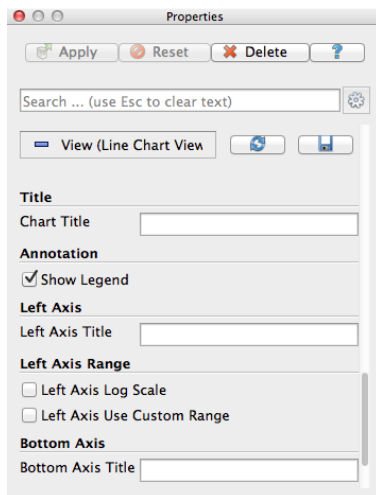 Properties
Apply Reset Delete ?
Search ... (use Esc to clear text)
View (Line Chart View
Title
Chart Title
Annotation
Show Legend
Left Axis
Left Axis Title
Left Axis Range
Left Axis Log Scale
Left Axis Use Custom Range
Bottom Axis
Bottom Axis Title